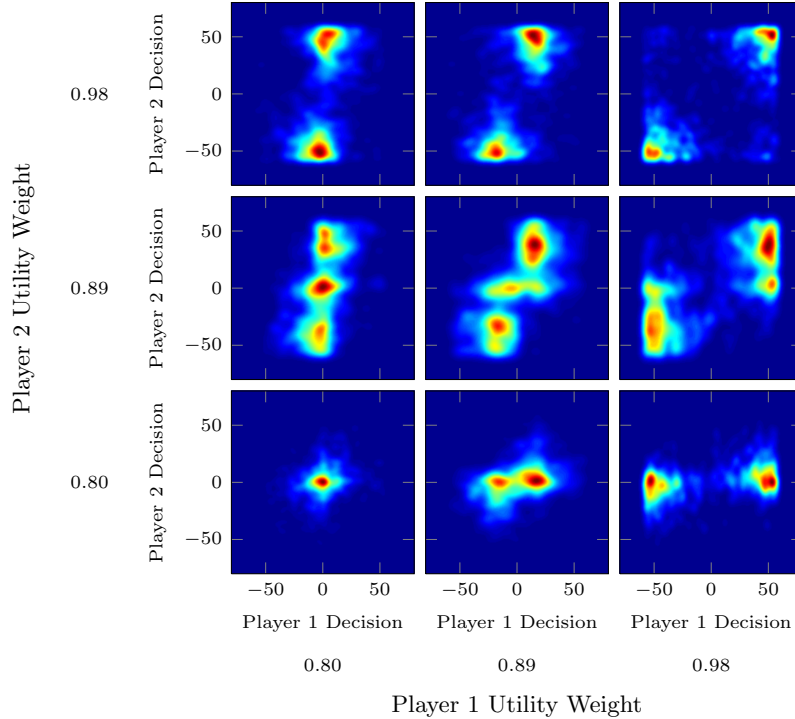 Player 2 Utility Weight
0.98
Player 2 Decision
50
0
−50
0.89
Player 2 Decision
50
0
−50
0.80
Player 2 Decision
50
0
−50
−50 0 50 −50 0 50 −50 0 50
Player 1 Decision Player 1 Decision Player 1 Decision
0.80 0.89 0.98
Player 1 Utility Weight